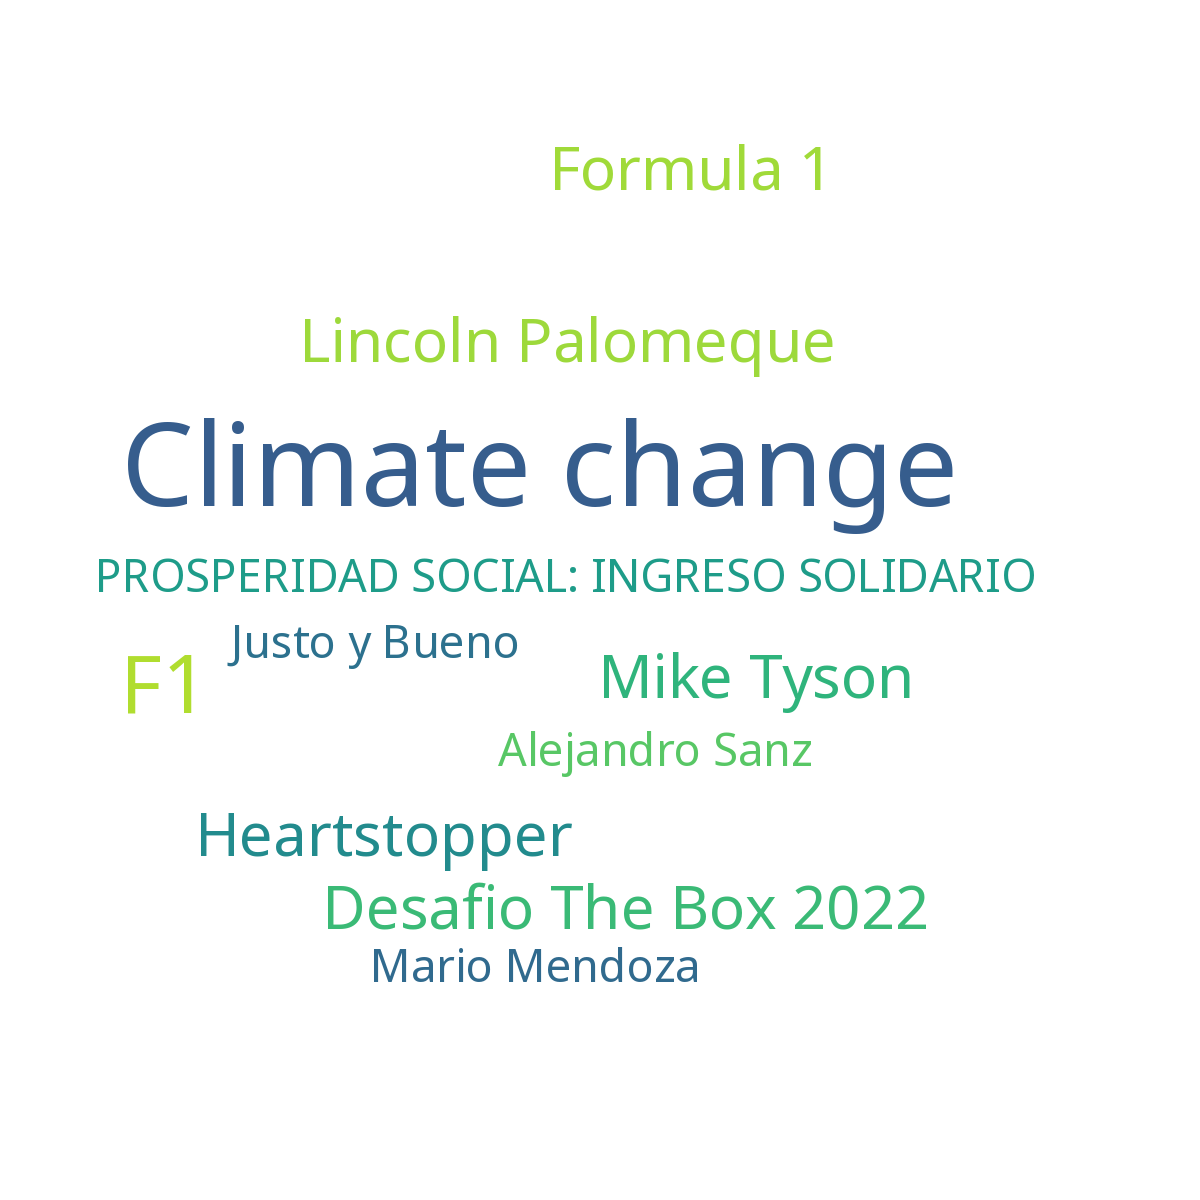 Formula 1
Lincoln Palomeque
Climate change
PROSPERIDAD SOCIAL: INGRESO SOLIDARIO
Justo y Bueno
F1
Mike Tyson
Alejandro Sanz
Heartstopper
Desafio The Box 2022
Mario Mendoza